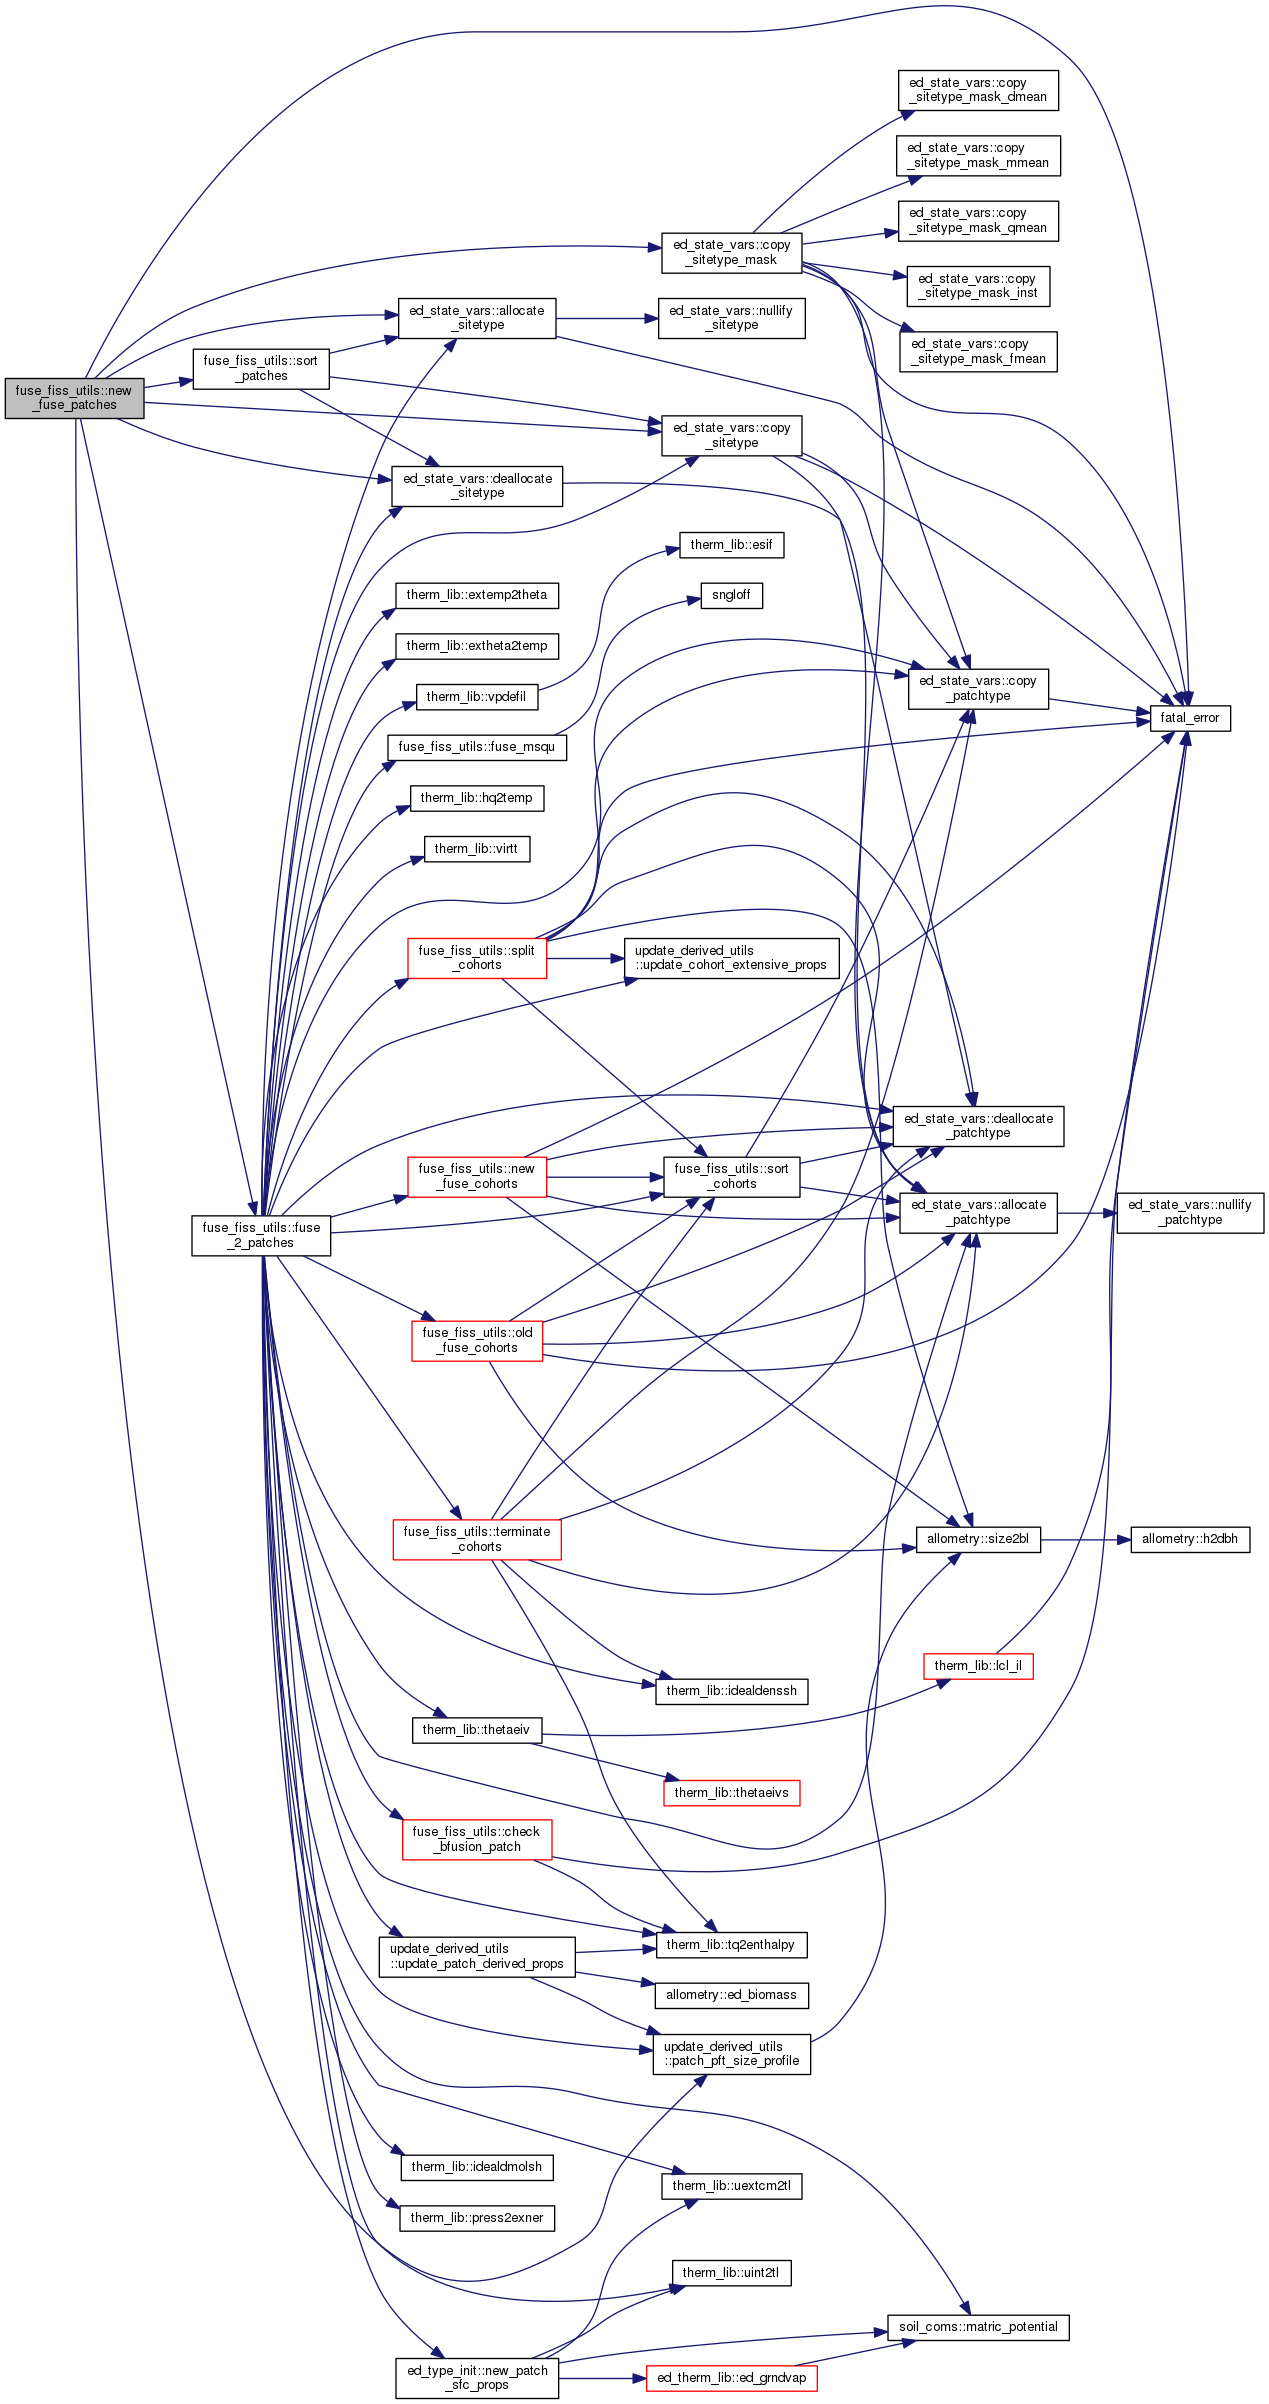 ed_state_vars::copy
_sitetype_mask_dmean
ed_state_vars::copy
_sitetype_mask_mmean
ed_state_vars::copy
_sitetype_mask_qmean
ed_state_vars::copy
_sitetype_mask
ed_state_vars::copy
_sitetype_mask_inst
ed_state_vars::allocate
_sitetype
ed_state_vars::nullify
_sitetype
ed_state_vars::copy
_sitetype_mask_fmean
fuse_fiss_utils::sort
_patches
fuse_fiss_utils::new
_fuse_patches
ed_state_vars::copy
_sitetype
ed_state_vars::deallocate
_sitetype
therm_lib::esif
therm_lib::extemp2theta
sngloff
therm_lib::extheta2temp
therm_lib::vpdefil
ed_state_vars::copy
_patchtype
fatal_error
fuse_fiss_utils::fuse_msqu
therm_lib::hq2temp
therm_lib::virtt
fuse_fiss_utils::split
_cohorts
update_derived_utils
::update_cohort_extensive_props
ed_state_vars::deallocate
_patchtype
fuse_fiss_utils::new
_fuse_cohorts
fuse_fiss_utils::sort
_cohorts
ed_state_vars::allocate
_patchtype
ed_state_vars::nullify
_patchtype
fuse_fiss_utils::fuse
_2_patches
fuse_fiss_utils::old
_fuse_cohorts
fuse_fiss_utils::terminate
_cohorts
allometry::size2bl
allometry::h2dbh
therm_lib::lcl_il
therm_lib::idealdenssh
therm_lib::thetaeiv
therm_lib::thetaeivs
fuse_fiss_utils::check
_bfusion_patch
therm_lib::tq2enthalpy
update_derived_utils
::update_patch_derived_props
allometry::ed_biomass
update_derived_utils
::patch_pft_size_profile
therm_lib::idealdmolsh
therm_lib::uextcm2tl
therm_lib::press2exner
therm_lib::uint2tl
soil_coms::matric_potential
ed_type_init::new_patch
_sfc_props
ed_therm_lib::ed_grndvap